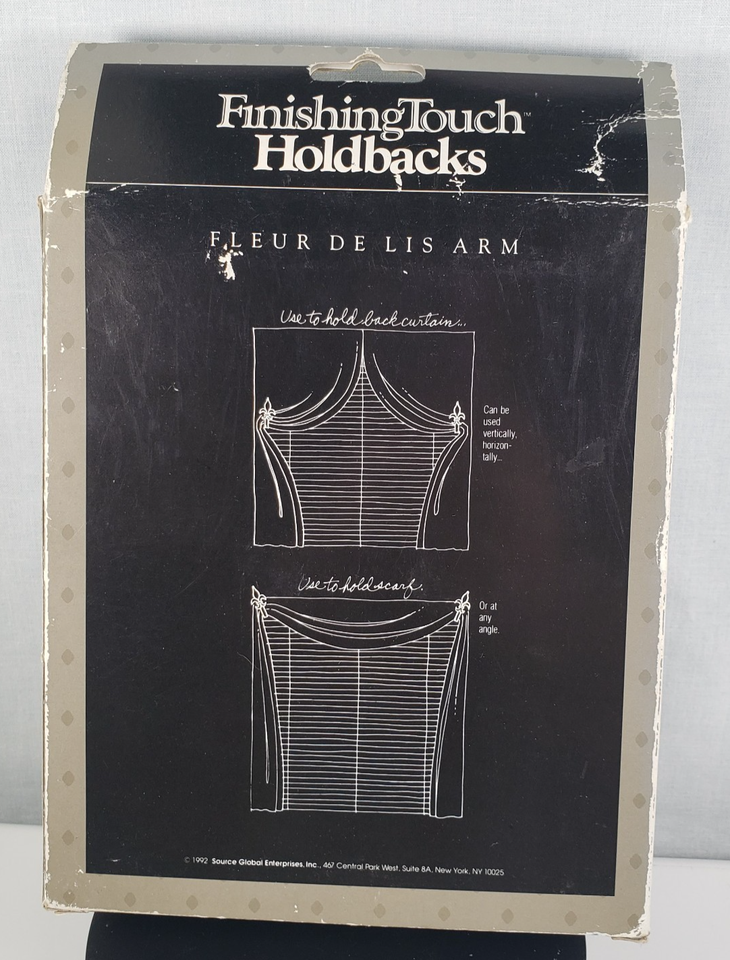 FinishingTouch™
Holdbacks
FLEUR DE LIS ARM
Use to hold back curtain...
Can be
used
vertically,
horizon-
tally...
Use to hold scarf.
Or at
any
angle.
© 1992 Source Global Enterprises, Inc., 467 Central Park West, Suite 8A, New York, NY 10025